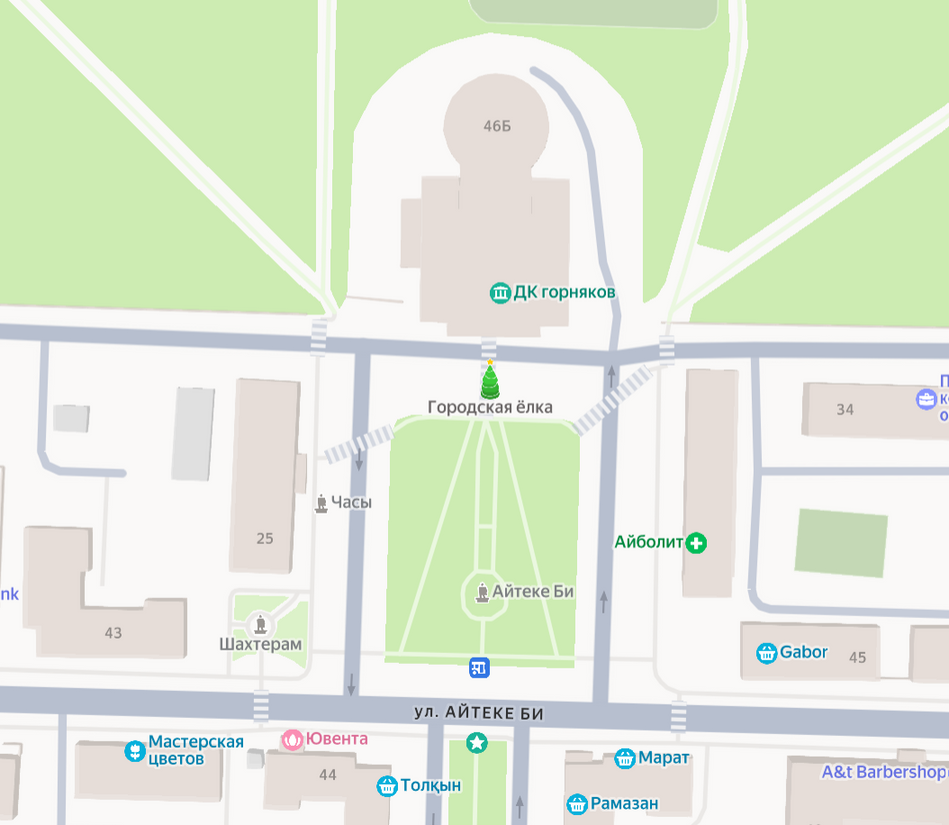 46Б
ДК горняков
Городская ёлка
П
к
о
34
Часы
25
Айболит
Айтеке Би
nk
43
Шахтерам
Gabor
45
ул. АЙТЕКЕ БИ
Мастерская
цветов
Ювента
44
Толқын
Марат
Рамазан
A&t Barbershop